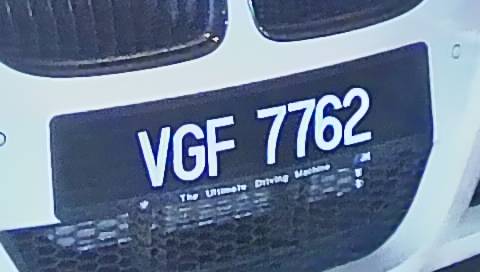 VGF 7762
The Ultimate Driving Machine